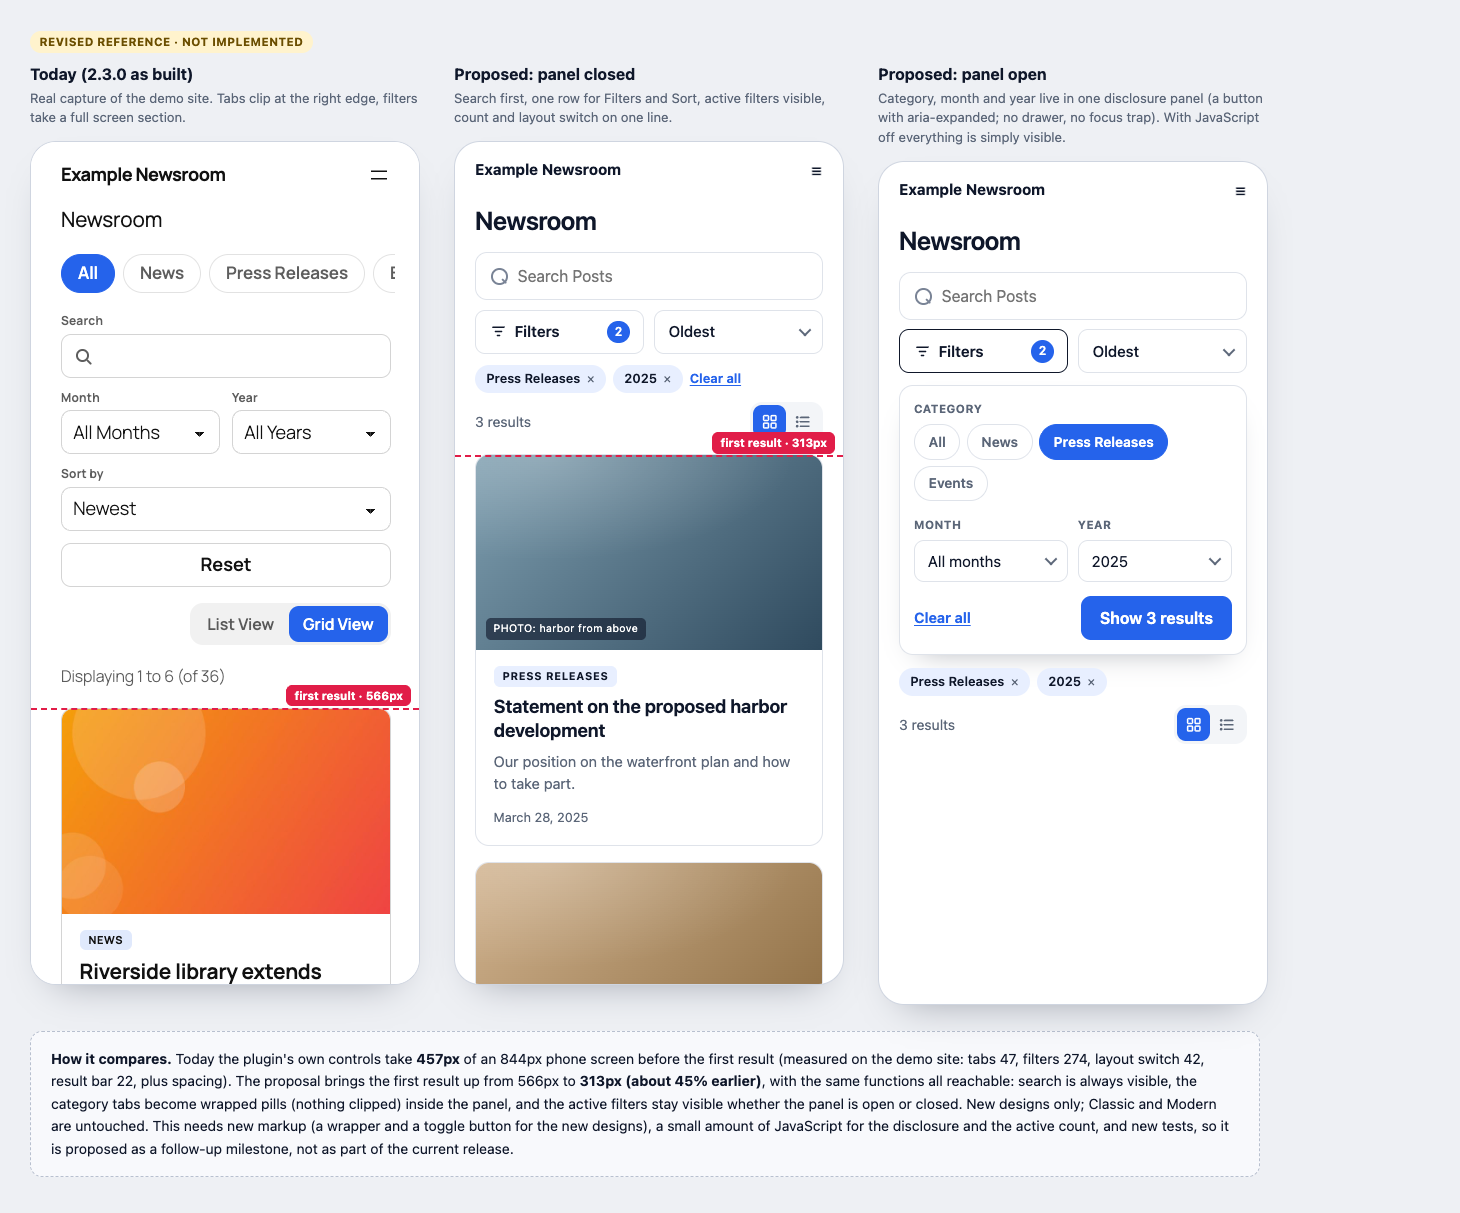 REVISED REFERENCE · NOT IMPLEMENTED
Today (2.3.0 as built)
Real capture of the demo site. Tabs clip at the right edge, filters
take a full screen section.
Example Newsroom
Newsroom
All
News
Press Releases
Search
Month
Year
All Months
All Years
Sort by
Newest
Reset
List View
Grid View
Displaying 1 to 6 (of 36)
first result · 566px
NEWS
Riverside library extends
Proposed: panel closed
Search first, one row for Filters and Sort, active filters visible,
count and layout switch on one line.
Example Newsroom
Newsroom
Search Posts
Filters
2
Oldest
Press Releases ×
2025 ×
Clear all
3 results
first result · 313px
PHOTO: harbor from above
PRESS RELEASES
Statement on the proposed harbor
development
Our position on the waterfront plan and how
to take part.
March 28, 2025
Proposed: panel open
Category, month and year live in one disclosure panel (a button
with aria-expanded; no drawer, no focus trap). With JavaScript
off everything is simply visible.
Example Newsroom
Newsroom
Search Posts
Filters
2
Oldest
CATEGORY
All
News
Press Releases
Events
MONTH
YEAR
All months
2025
Clear all
Show 3 results
Press Releases ×
2025 ×
3 results
How it compares. Today the plugin's own controls take 457px of an 844px phone screen before the first result (measured on the demo site: tabs 47, filters 274, layout switch 42,
result bar 22, plus spacing). The proposal brings the first result up from 566px to 313px (about 45% earlier), with the same functions all reachable: search is always visible, the
category tabs become wrapped pills (nothing clipped) inside the panel, and the active filters stay visible whether the panel is open or closed. New designs only; Classic and Modern
are untouched. This needs new markup (a wrapper and a toggle button for the new designs), a small amount of JavaScript for the disclosure and the active count, and new tests, so it
is proposed as a follow-up milestone, not as part of the current release.